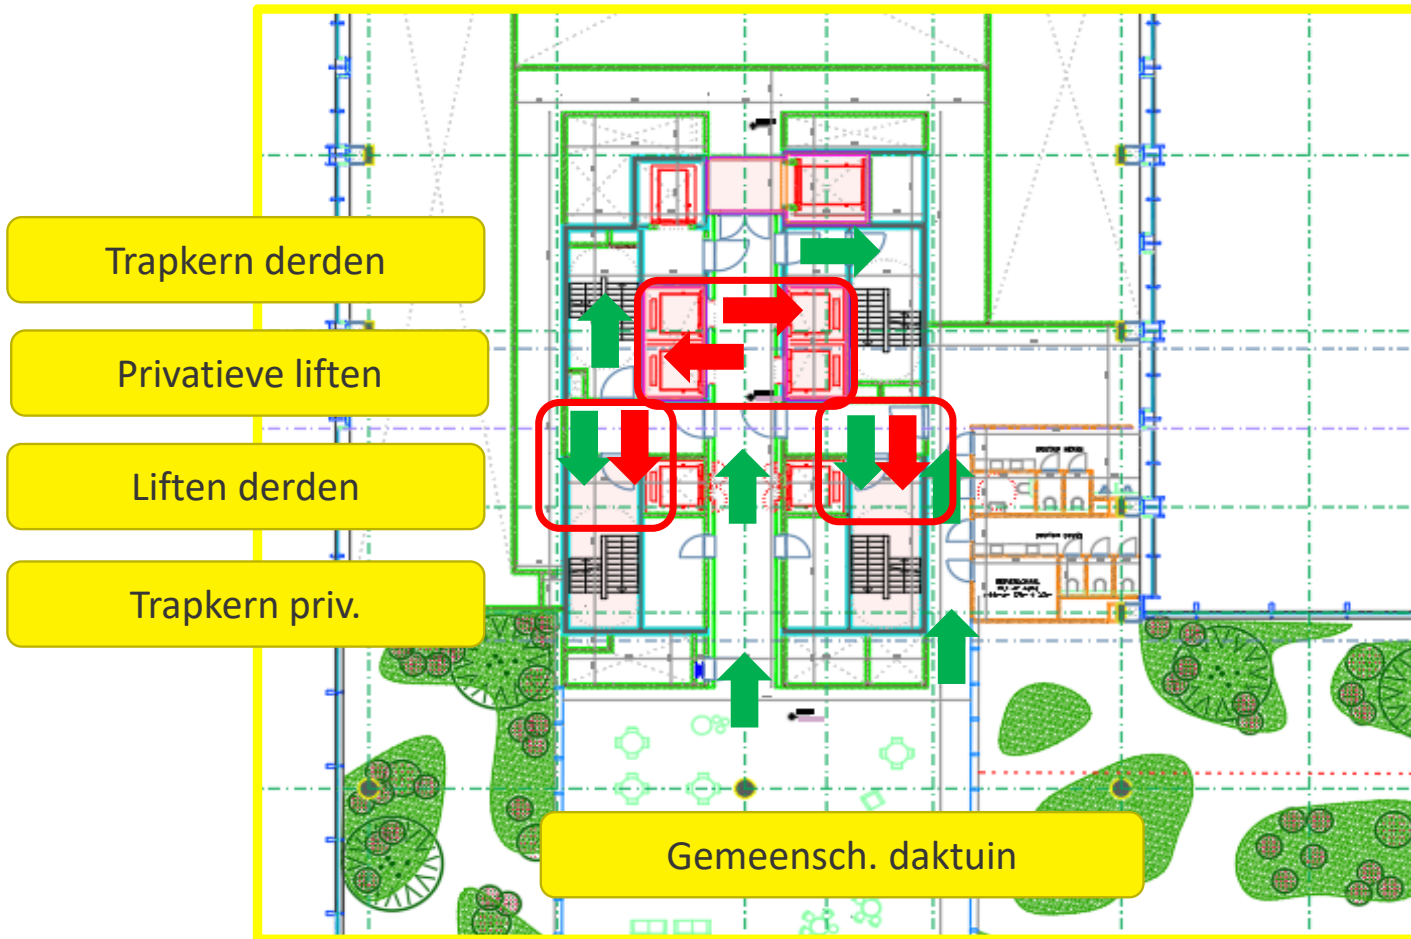 Trapkern derden
Privatieve liften
Liften derden
Trapkern priv.
Gemeensch. daktuin